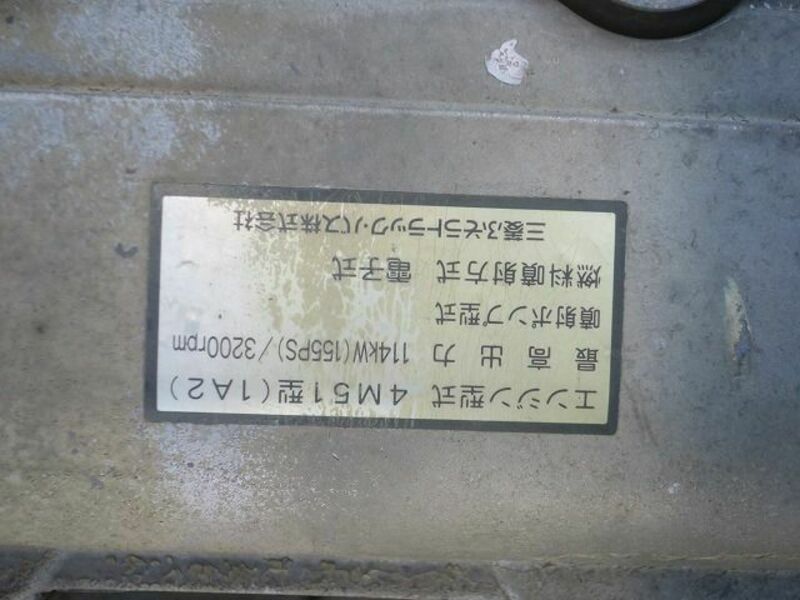 エンジン型式 4M51型(1A2)
最高出力 114kW(155PS)/3200rpm
噴射ポンプ型式
燃料噴射方式 電子式
三菱ふそうトラック・バス株式会社